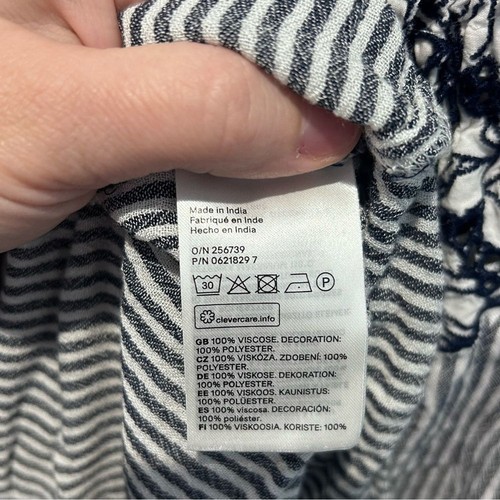 Made in India
Fabriqué en Inde
Hecho en India
O/N 256739
P/N 0621829 7
30 P
clevercare.info
GB 100% VISCOSE. DECORATION:
100% POLYESTER.
CZ 100% VISKÓZA. ZDOBENÍ: 100%
POLYESTER.
DE 100% VISKOSE. DEKORATION:
100% POLYESTER.
EE 100% VISKOOS. KAUNISTUS:
100% POLÜESTER.
ES 100% viscosa. DECORACIÓN:
100% poliéster.
FI 100% VISKOOSIA. KORISTE: 100%